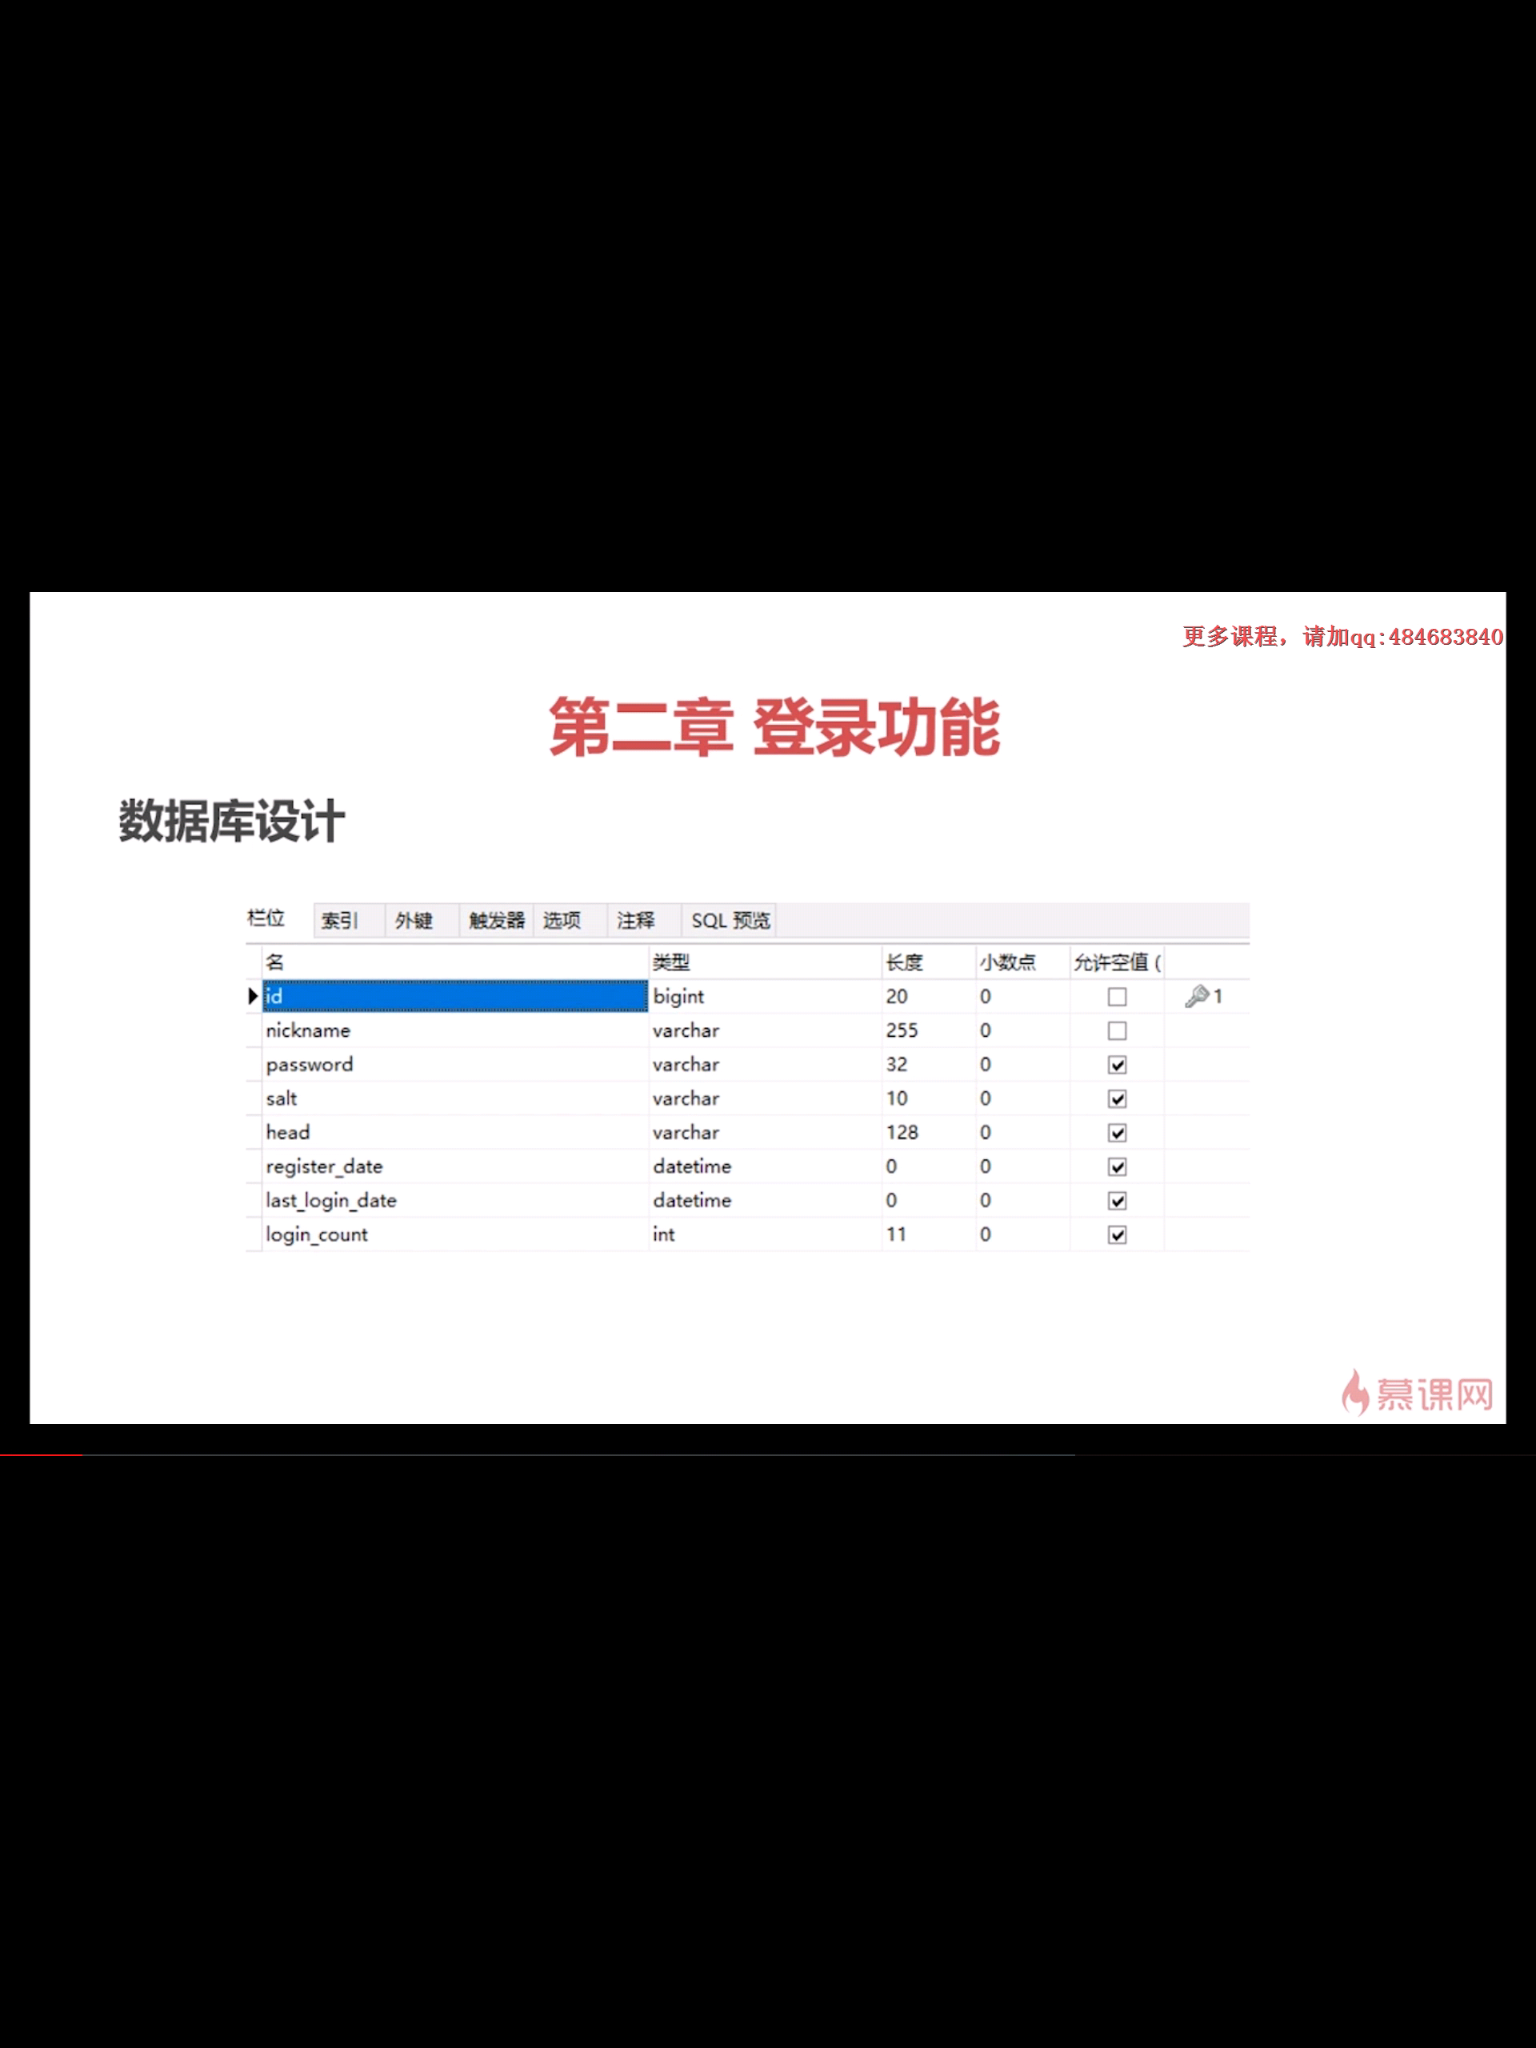 更多课程，请加qq:484683840
第二章 登录功能
数据库设计
栏位 索引 外键 触发器 选项 注释 SQL 预览
名 类型 长度 小数点 允许空值 (
id bigint 20 0 1
nickname varchar 255 0
password varchar 32 0
salt varchar 10 0
head varchar 128 0
register_date datetime 0 0
last_login_date datetime 0 0
login_count int 11 0
慕课网